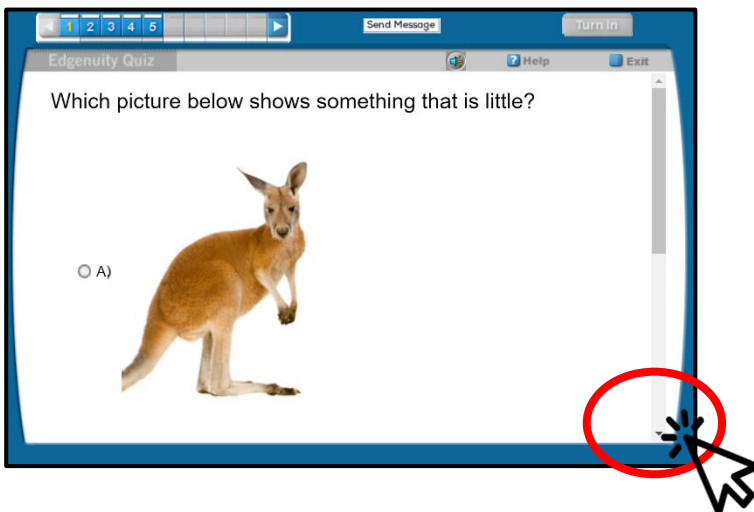 1 2 3 4 5
Send Message
Turn In
Edgenuity Quiz
? Help
Exit
Which picture below shows something that is little?
A)